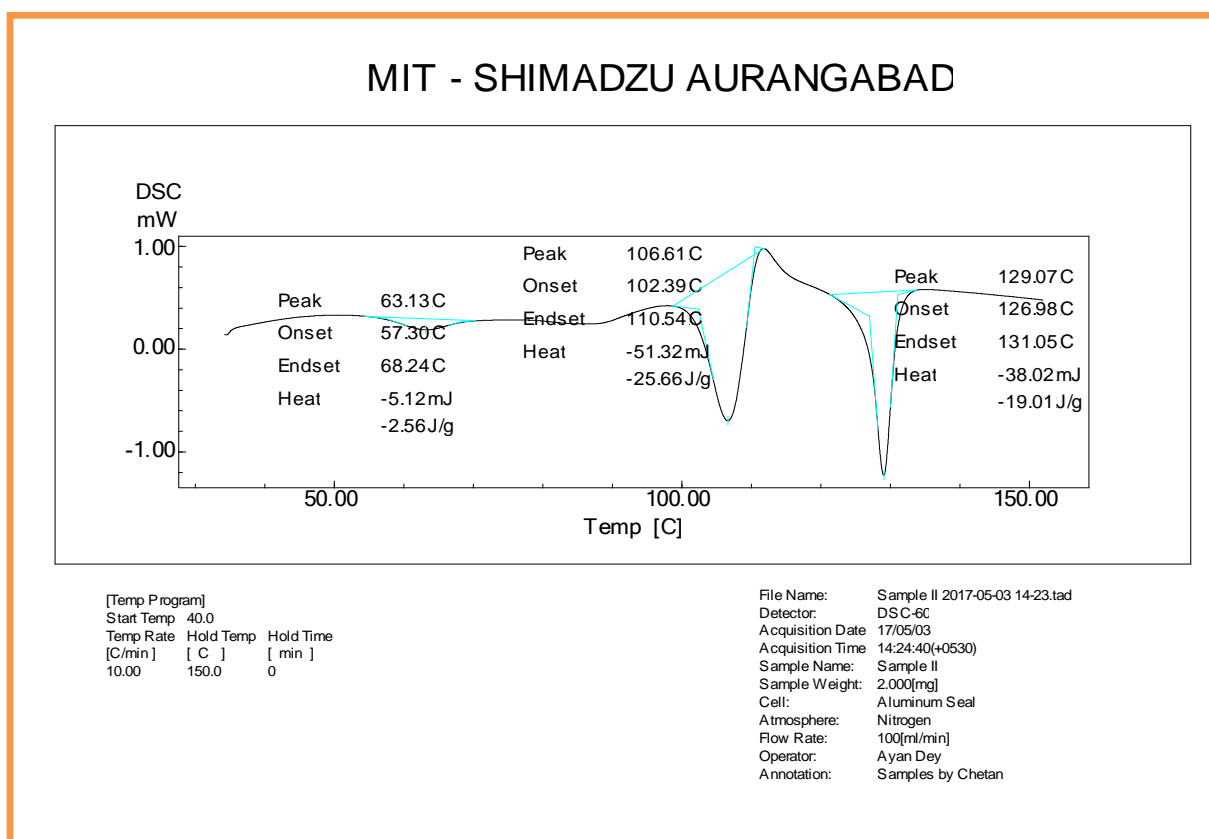 MIT - SHIMADZU AURANGABAD
DSC
mW
1.00
0.00
-1.00
Peak 63.13C
Onset 57.30C
Endset 68.24C
Heat -5.12mJ
-2.56J/g
Peak 106.61C
Onset 102.39C
Endset 110.54C
Heat -51.32mJ
-25.66J/g
Peak 129.07C
Onset 126.98C
Endset 131.05C
Heat -38.02mJ
-19.01J/g
50.00 100.00 150.00
Temp [C]
[Temp Program]
Start Temp 40.0
Temp Rate Hold Temp Hold Time
[C/min ] [ C ] [ min ]
10.00 150.0 0
File Name: Sample II 2017-05-03 14-23.tad
Detector: DSC-60
Acquisition Date 17/05/03
Acquisition Time 14:24:40(+0530)
Sample Name: Sample II
Sample Weight: 2.000[mg]
Cell: Aluminum Seal
Atmosphere: Nitrogen
Flow Rate: 100[ml/min]
Operator: Ayan Dey
Annotation: Samples by Chetan